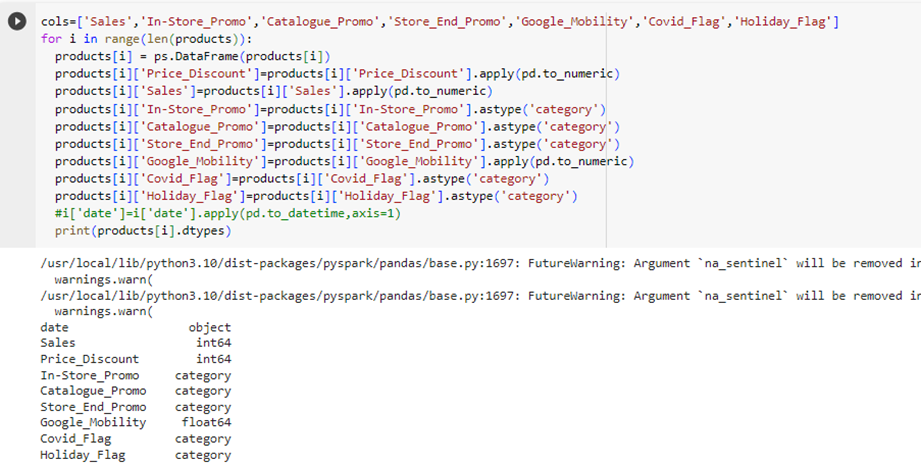 cols=['Sales','In-Store_Promo','Catalogue_Promo','Store_End_Promo','Google_Mobility','Covid_Flag','Holiday_Flag']
for i in range(len(products)):
  products[i] = ps.DataFrame(products[i])
  products[i]['Price_Discount']=products[i]['Price_Discount'].apply(pd.to_numeric)
  products[i]['Sales']=products[i]['Sales'].apply(pd.to_numeric)
  products[i]['In-Store_Promo']=products[i]['In-Store_Promo'].astype('category')
  products[i]['Catalogue_Promo']=products[i]['Catalogue_Promo'].astype('category')
  products[i]['Store_End_Promo']=products[i]['Store_End_Promo'].astype('category')
  products[i]['Google_Mobility']=products[i]['Google_Mobility'].apply(pd.to_numeric)
  products[i]['Covid_Flag']=products[i]['Covid_Flag'].astype('category')
  products[i]['Holiday_Flag']=products[i]['Holiday_Flag'].astype('category')
  #i['date']=i['date'].apply(pd.to_datetime,axis=1)
  print(products[i].dtypes)
/usr/local/lib/python3.10/dist-packages/pyspark/pandas/base.py:1697: FutureWarning: Argument `na_sentinel` will be removed in
  warnings.warn(
/usr/local/lib/python3.10/dist-packages/pyspark/pandas/base.py:1697: FutureWarning: Argument `na_sentinel` will be removed in
  warnings.warn(
date                 object
Sales                 int64
Price_Discount        int64
In-Store_Promo     category
Catalogue_Promo    category
Store_End_Promo    category
Google_Mobility     float64
Covid_Flag         category
Holiday_Flag       category